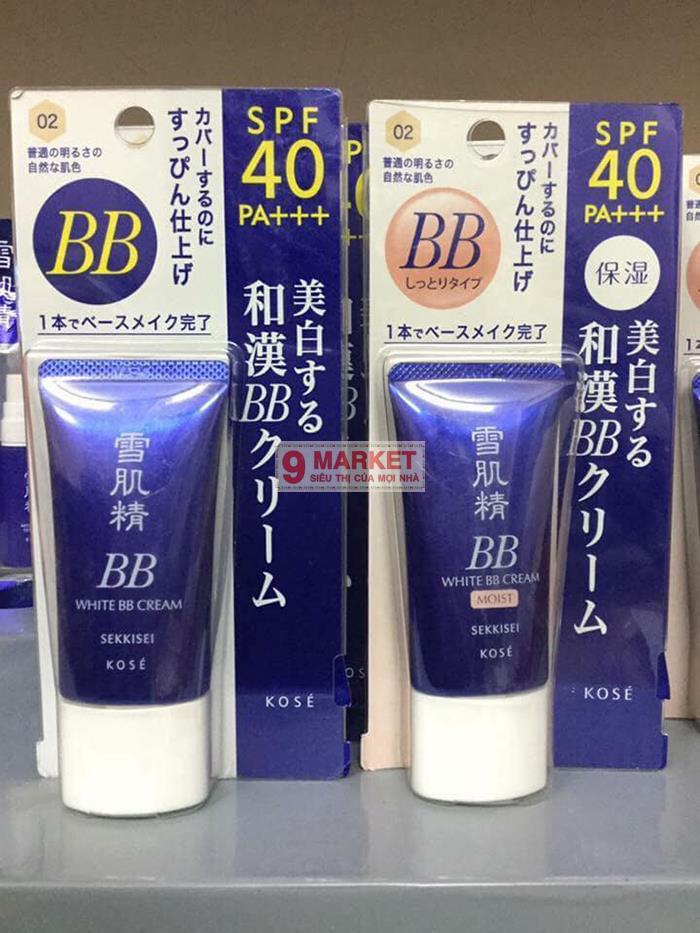 02
普通の明るさの
自然な肌色
BB
1本でベースメイク完了
カバーするのに
すっぴん仕上げ
SPF
40
PA+++
美白する
和漢BBクリーム
雪肌精
BB
WHITE BB CREAM
SEKKISEI
KOSÉ
KOSÉ
02
普通の明るさの
自然な肌色
BB
しっとりタイプ
1本でベースメイク完了
カバーするのに
すっぴん仕上げ
SPF
40
PA+++
保湿
美白する
和漢BBクリーム
雪肌精
BB
WHITE BB CREAM
MOIST
SEKKISEI
KOSÉ
KOSÉ
9 MARKET
SIÊU THỊ CỦA MỌI NHÀ
雪肌精